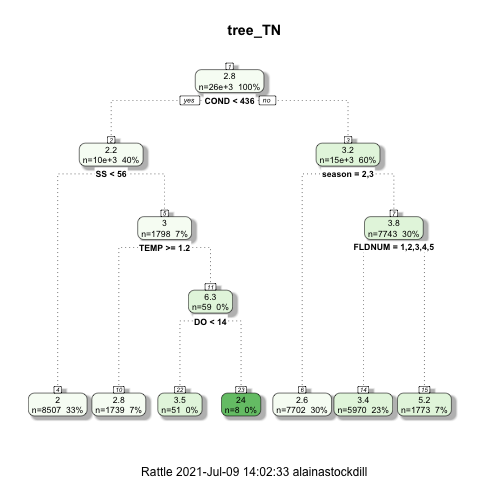 tree_TN
1
2.8
n=26e+3 100%
yes COND < 436 no
2
2.2
n=10e+3 40%
SS < 56
3
3.2
n=15e+3 60%
season = 2,3
5
3
n=1798 7%
TEMP >= 1.2
7
3.8
n=7743 30%
FLDNUM = 1,2,3,4,5
11
6.3
n=59 0%
DO < 14
4
2
n=8507 33%
10
2.8
n=1739 7%
22
3.5
n=51 0%
23
24
n=8 0%
6
2.6
n=7702 30%
14
3.4
n=5970 23%
15
5.2
n=1773 7%
Rattle 2021-Jul-09 14:02:33 alainastockdill